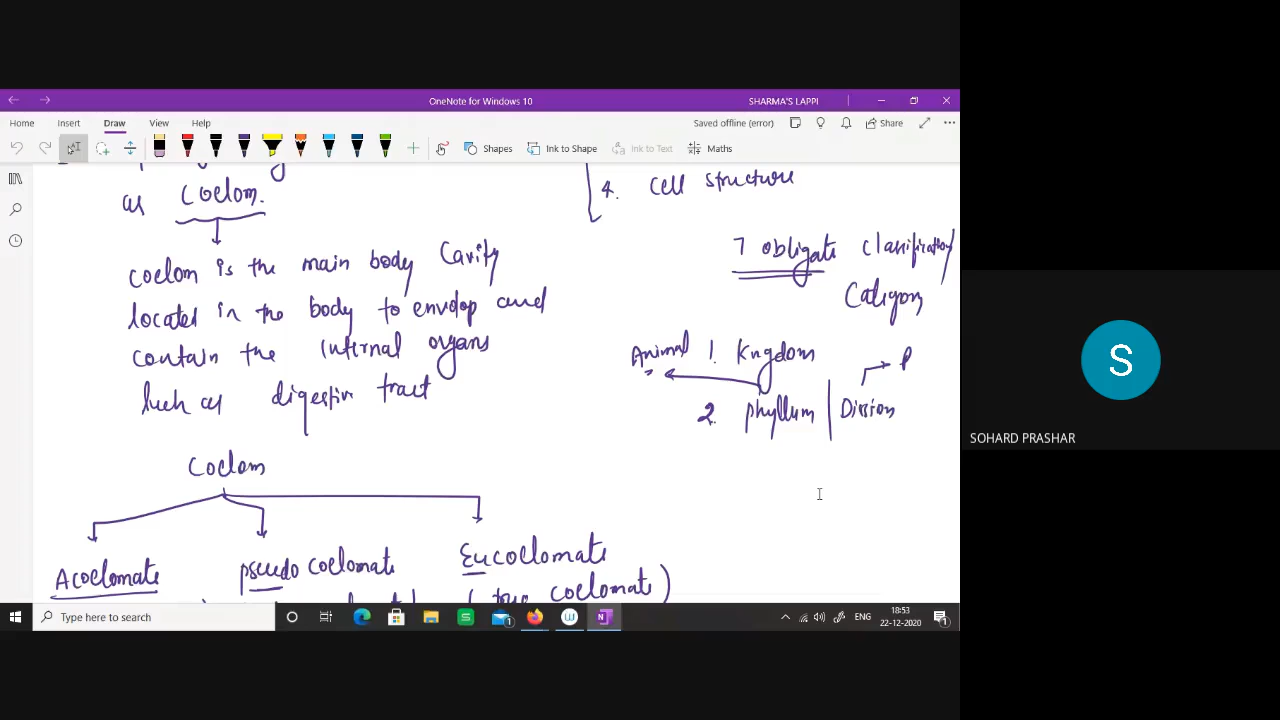 OneNote for Windows 10
SHARMA'S LAPPI
Home Insert Draw View Help
Saved offline (error)
Share
Shapes
Ink to Shape
Ink to Text
Maths
as Coelom.
coelom is the main body Cavity
located in the body to envelop and
contain the internal organs
such as digestive tract
Coelom
Acoelomate
pseudo coelomate
Eucoelomate
( true coelomate )
4. Cell structure
7 obligate classification
Category
Animal 1. Kngdom
2. phyllum | Dission
P
SOHARD PRASHAR
S
Type here to search
ENG
18:53
22-12-2020